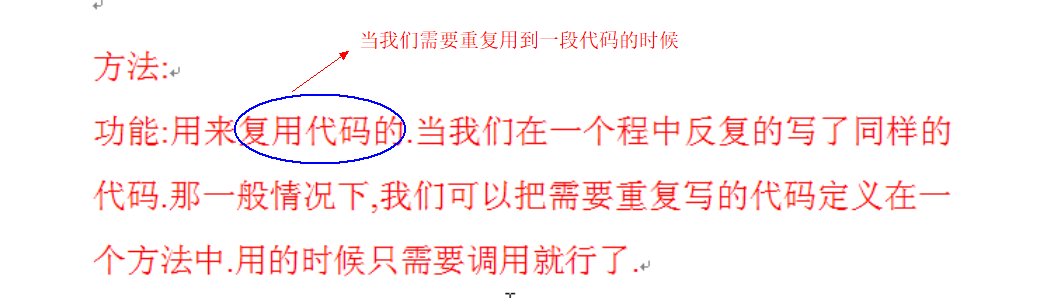 当我们需要重复用到一段代码的时候
方法:
功能:用来复用代码的.当我们在一个程中反复的写了同样的
代码.那一般情况下,我们可以把需要重复写的代码定义在一
个方法中.用的时候只需要调用就行了.